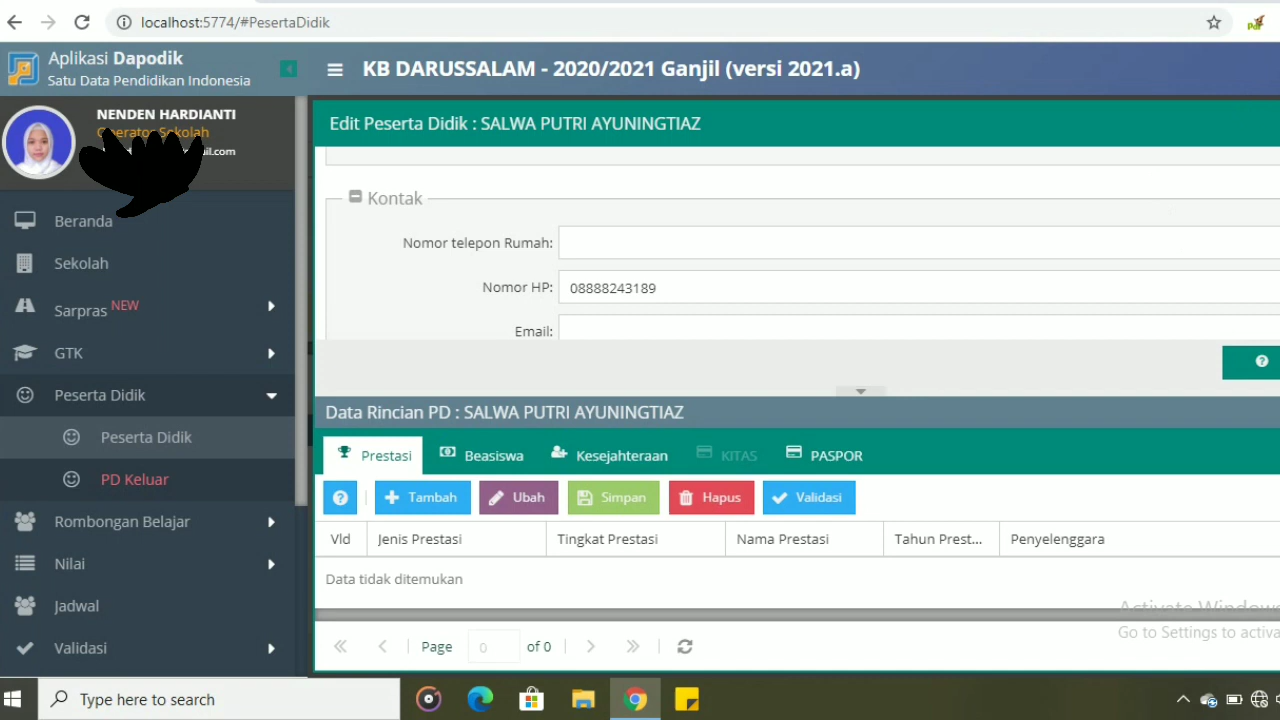 localhost:5774/#PesertaDidik
Aplikasi Dapodik
Satu Data Pendidikan Indonesia
KB DARUSSALAM - 2020/2021 Ganjil (versi 2021.a)
NENDEN HARDIANTI
Operator Sekolah
Beranda
Sekolah
Sarpras NEW
GTK
Peserta Didik
Peserta Didik
PD Keluar
Rombongan Belajar
Nilai
Jadwal
Validasi
Edit Peserta Didik : SALWA PUTRI AYUNINGTIAZ
Kontak
Nomor telepon Rumah:
Nomor HP: 08888243189
Email:
Data Rincian PD : SALWA PUTRI AYUNINGTIAZ
Prestasi Beasiswa Kesejahteraan KITAS PASPOR
Tambah Ubah Simpan Hapus Validasi
Vld Jenis Prestasi Tingkat Prestasi Nama Prestasi Tahun Prest... Penyelenggara
Data tidak ditemukan
Page 0 of 0
Go to Settings to activa
Type here to search